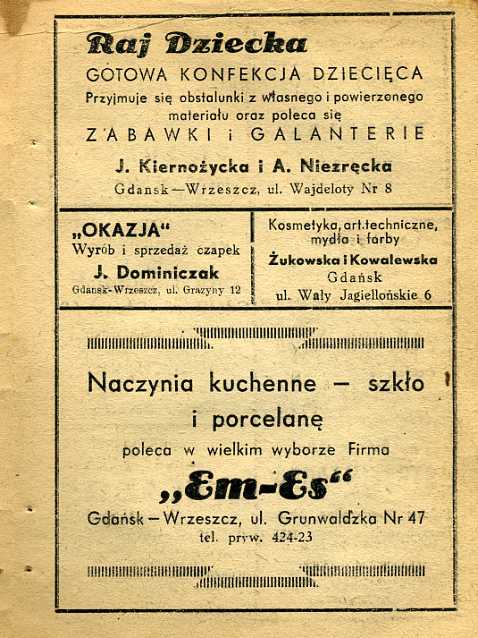 Raj Dziecka
GOTOWA KONFEKCJA DZIECIĘCA
Przyjmuje się obstalunki z własnego i powierzonego
materiału oraz poleca się
ZABAWKI i GALANTERIE
J. Kiernożycka i A. Niezręcka
Gdansk—Wrzeszcz, ul. Wajdeloty Nr 8
„OKAZJA"
Wyrób i sprzedaż czapek
J. Dominiczak
Gdansk-Wrzeszcz, ul. Grazyny 12
Kosmetyka, art.techniczne,
mydła i farby
Żukowska i Kowalewska
Gdańsk
ul. Wały Jagiellońskie 6
Naczynia kuchenne — szkło
i porcelanę
poleca w wielkim wyborze Firma
„Em-Es"
Gdańsk—Wrzeszcz, ul. Grunwaldzka Nr 47
tel. pryw. 424-23